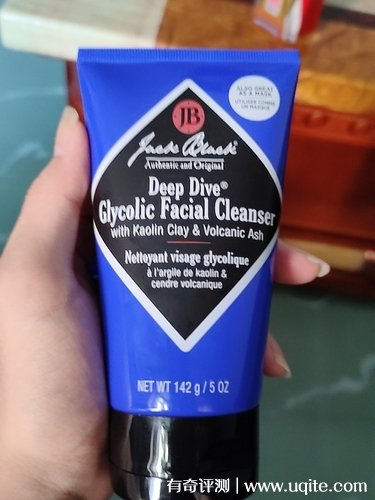 ALSO GREAT
AS A MASK
UTILISER COMME
UN MASQUE
JB
Jack Black®
Authentic and Original
Deep Dive®
Glycolic Facial Cleanser
with Kaolin Clay & Volcanic Ash
Nettoyant visage glycolique
à l'argile de kaolin &
cendre volcanique
NET WT 142 g / 5 OZ
有奇评测 | www.uqite.com